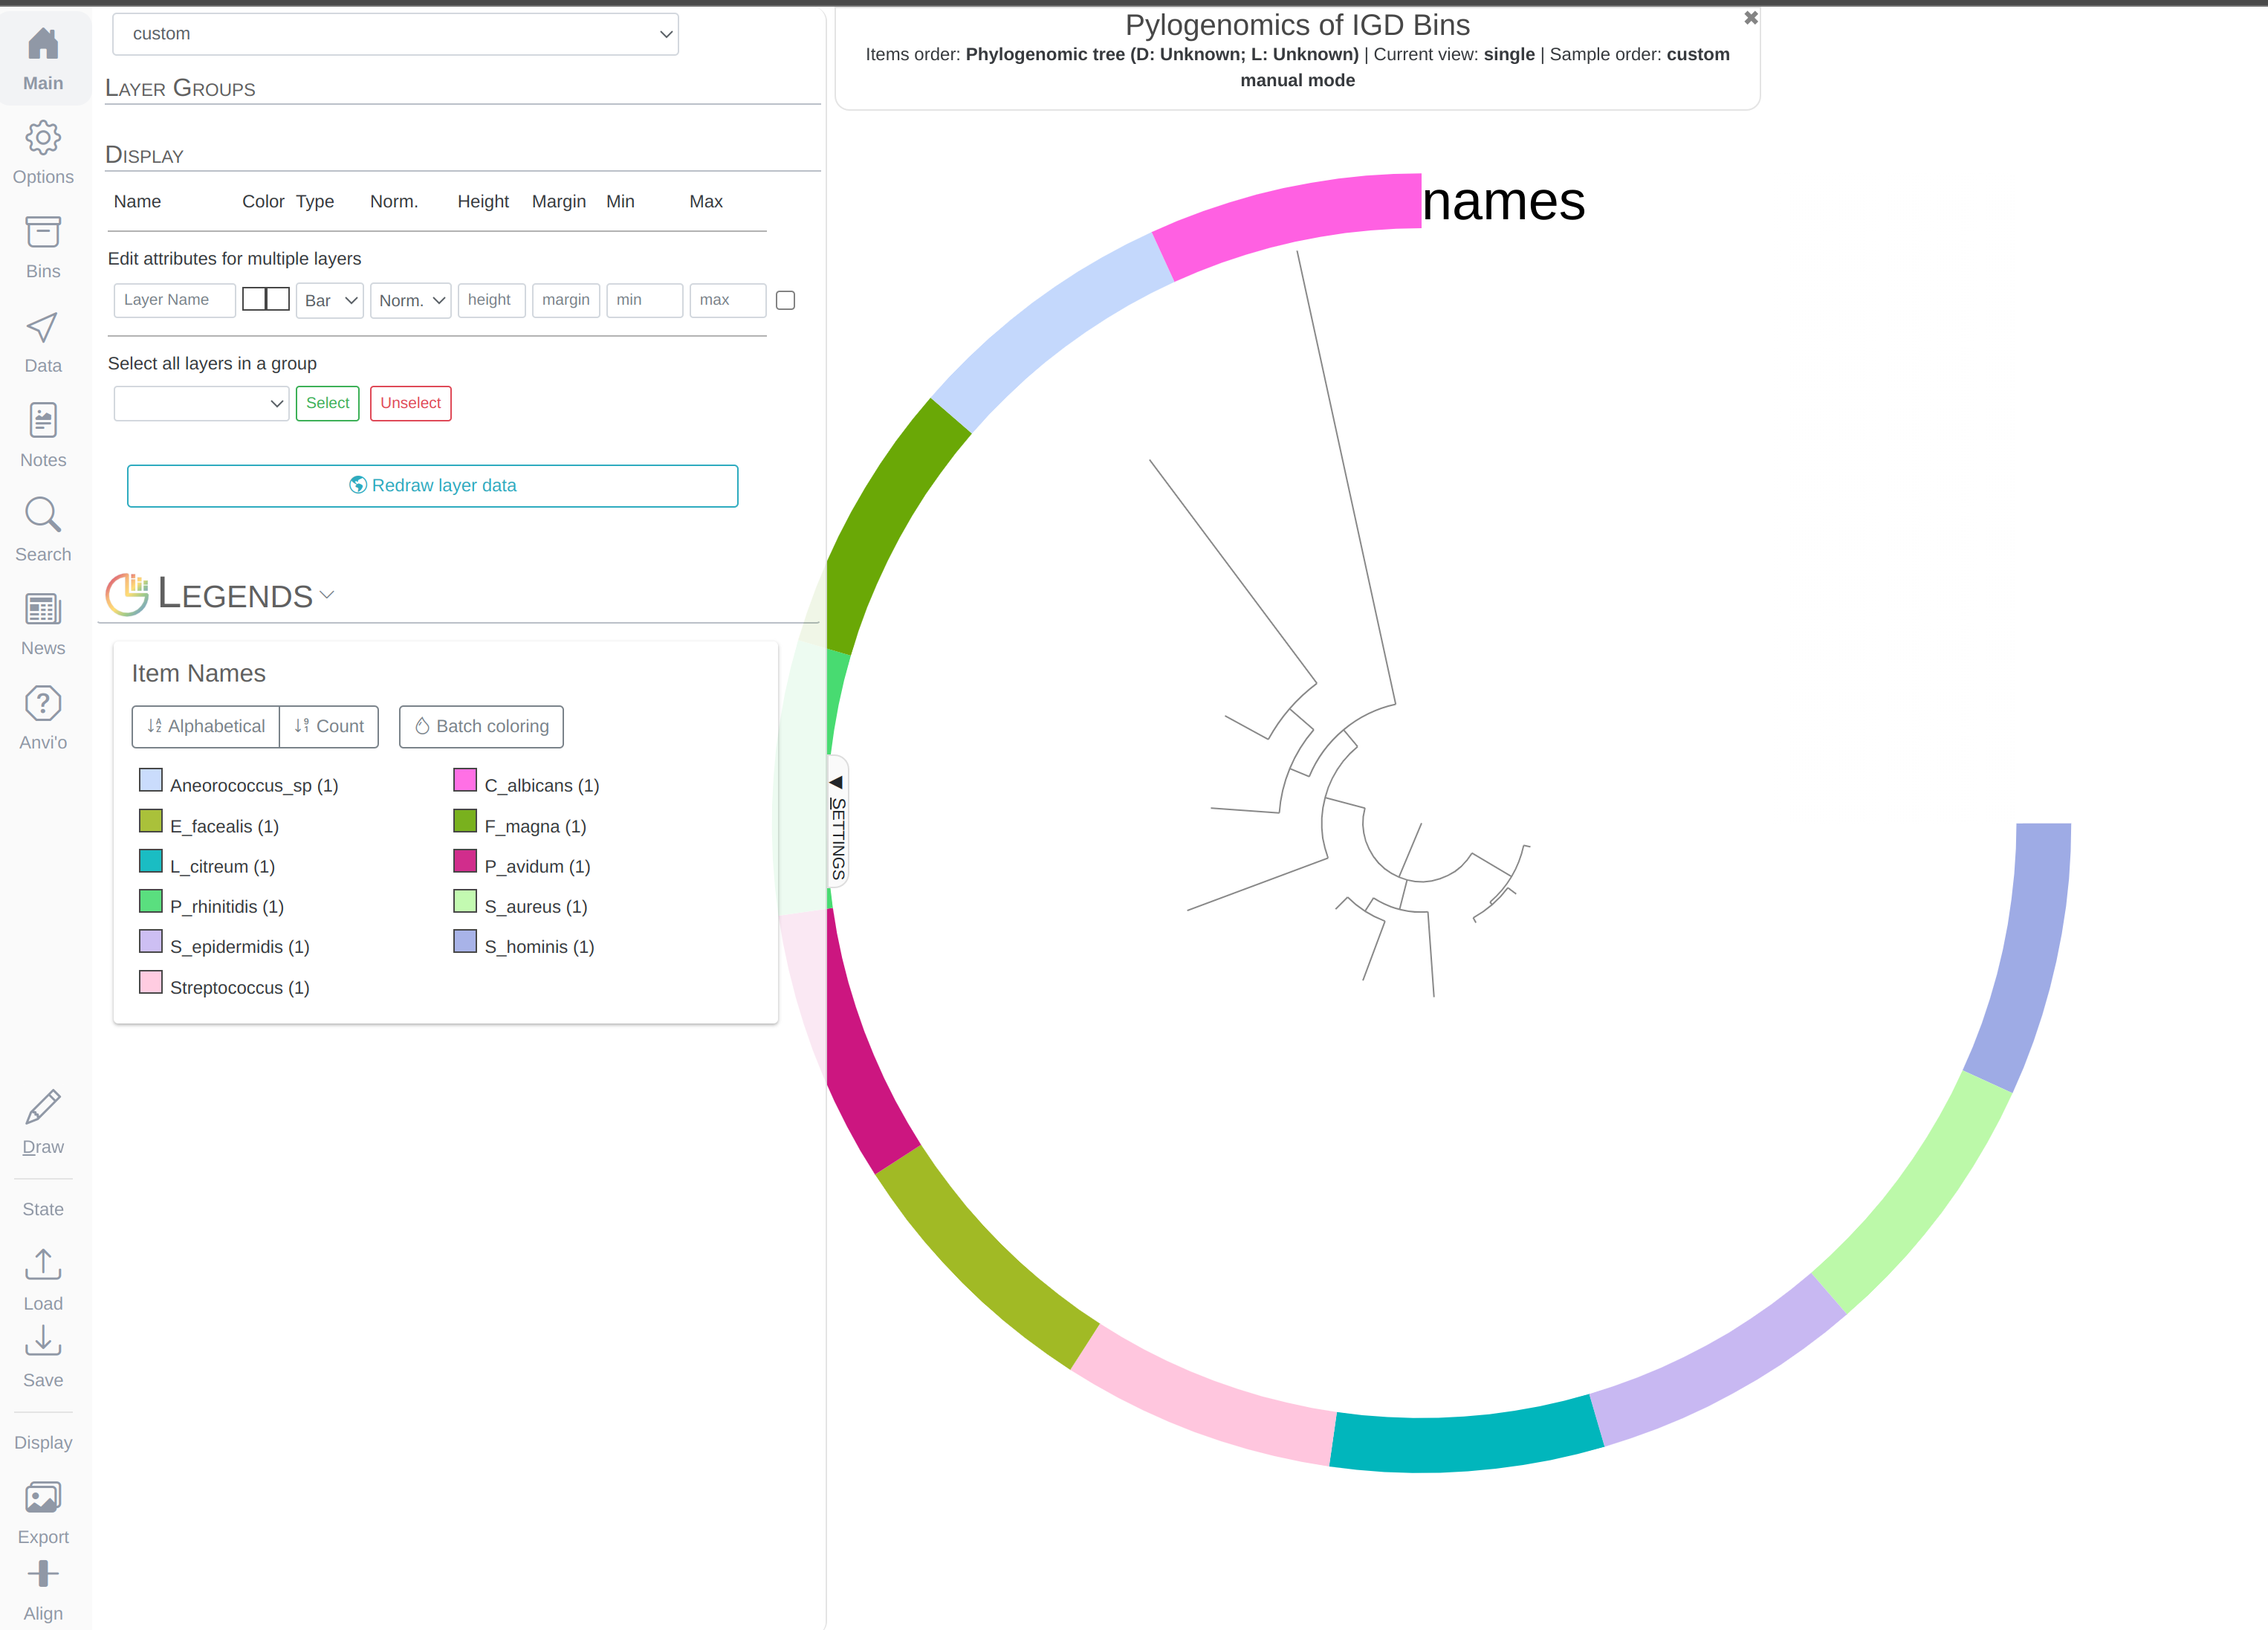 Main
Options
Bins
Data
Notes
Search
News
Anvi'o
Draw
State
Load
Save
Display
Export
Align
custom
Layer Groups
Display
Name Color Type Norm. Height Margin Min Max
Edit attributes for multiple layers
Layer Name Bar Norm. height margin min max
Select all layers in a group
Select Unselect
Redraw layer data
Legends
Item Names
Alphabetical Count Batch coloring
Aneorococcus_sp (1) C_albicans (1)
E_facealis (1) F_magna (1)
L_citreum (1) P_avidum (1)
P_rhinitidis (1) S_aureus (1)
S_epidermidis (1) S_hominis (1)
Streptococcus (1)
◀ SETTINGS
Pylogenomics of IGD Bins
Items order: Phylogenomic tree (D: Unknown; L: Unknown) | Current view: single | Sample order: custom
manual mode
names